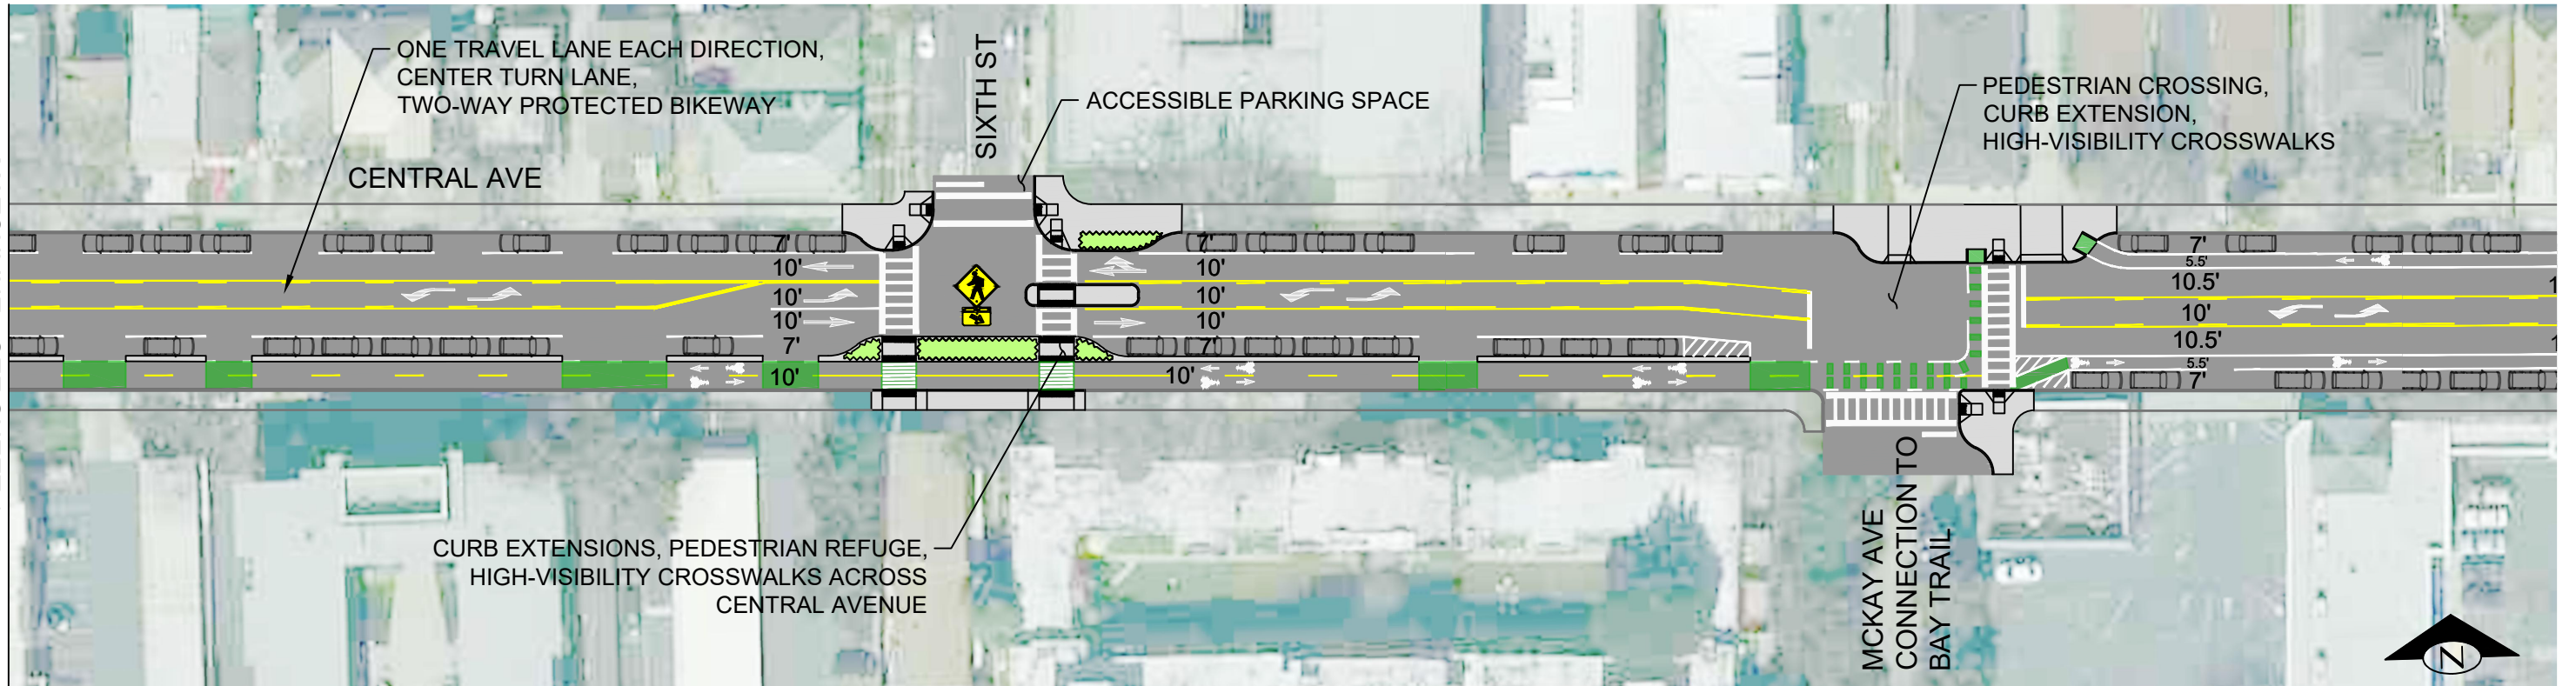 ONE TRAVEL LANE EACH DIRECTION,
CENTER TURN LANE,
TWO-WAY PROTECTED BIKEWAY
CENTRAL AVE
SIXTH ST
ACCESSIBLE PARKING SPACE
PEDESTRIAN CROSSING,
CURB EXTENSION,
HIGH-VISIBILITY CROSSWALKS
7'
10'
10'
10'
7'
10'
7'
10'
10'
10'
7'
10'
7'
5.5'
10.5'
10'
10.5'
5.5'
7'
1
1
CURB EXTENSIONS, PEDESTRIAN REFUGE,
HIGH-VISIBILITY CROSSWALKS ACROSS
CENTRAL AVENUE
MCKAY AVE
CONNECTION TO
BAY TRAIL
N